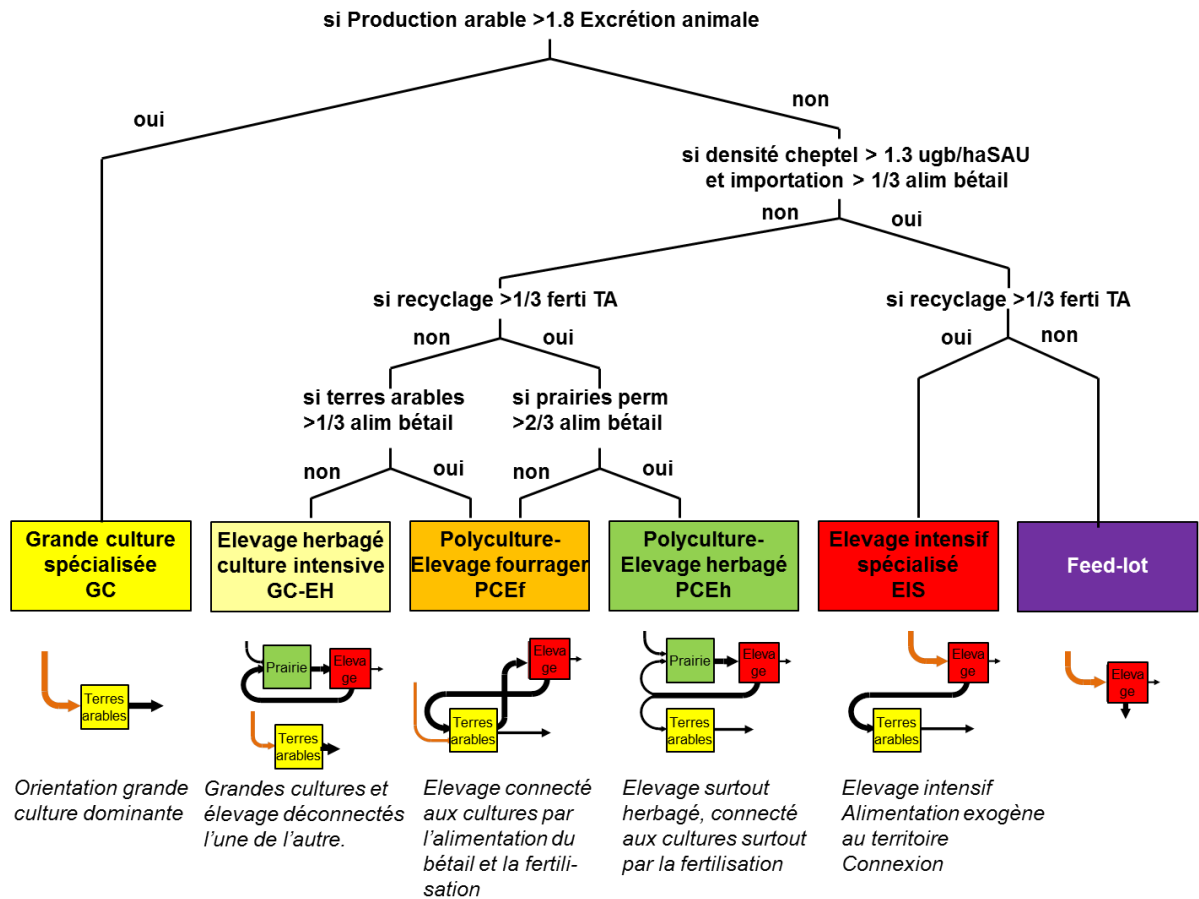 si Production arable >1.8 Excrétion animale
oui
non
si densité cheptel > 1.3 ugb/haSAU
et importation > 1/3 alim bétail
non
oui
si recyclage >1/3 ferti TA
si recyclage >1/3 ferti TA
non
oui
oui
non
si terres arables
>1/3 alim bétail
si prairies perm
>2/3 alim bétail
non
oui
non
oui
Grande culture
spécialisée
GC
Elevage herbagé
culture intensive
GC-EH
Polyculture-
Elevage fourrager
PCEf
Polyculture-
Elevage herbagé
PCEh
Elevage intensif
spécialisé
EIS
Feed-lot
Terres
arables
Prairie
Eleva
ge
Terres
arables
Eleva
ge
Terres
arables
Prairie
Eleva
ge
Terres
arables
Eleva
ge
Terres
arables
Eleva
ge
Orientation grande
culture dominante
Grandes cultures et
élevage déconnectés
l’une de l’autre.
Elevage connecté
aux cultures par
l’alimentation du
bétail et la fertili-
sation
Elevage surtout
herbagé, connecté
aux cultures surtout
par la fertilisation
Elevage intensif
Alimentation exogène
au territoire
Connexion